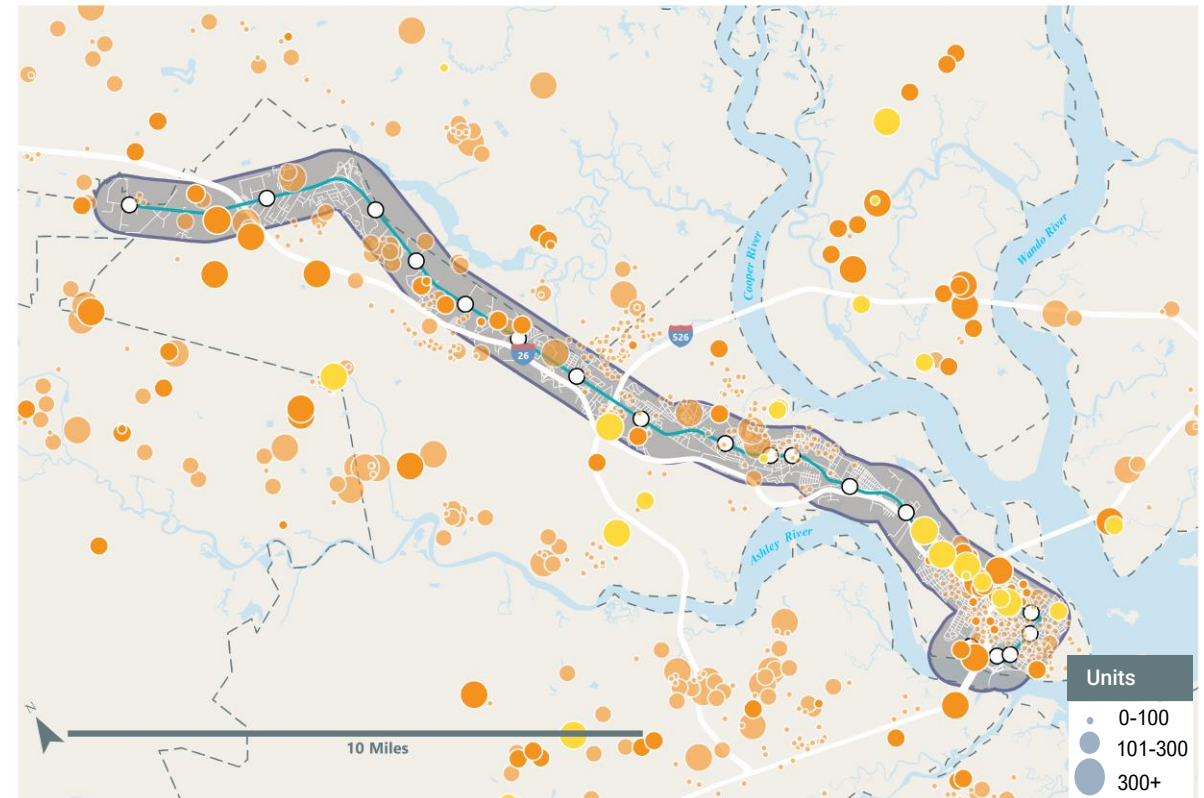 Cooper River
Wando River
526
26
Ashley River
N
10 Miles
Units
0-100
101-300
300+